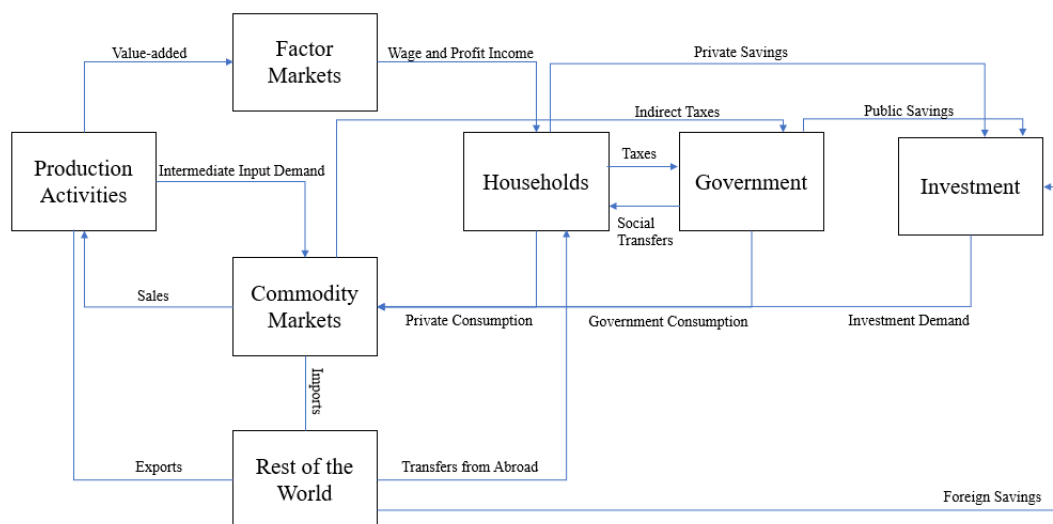 Value-added
Factor
Markets
Wage and Profit Income
Private Savings
Indirect Taxes
Public Savings
Production
Activities
Intermediate Input Demand
Households
Taxes
Government
Investment
Social
Transfers
Sales
Commodity
Markets
Private Consumption
Government Consumption
Investment Demand
Imports
Exports
Rest of the
World
Transfers from Abroad
Foreign Savings